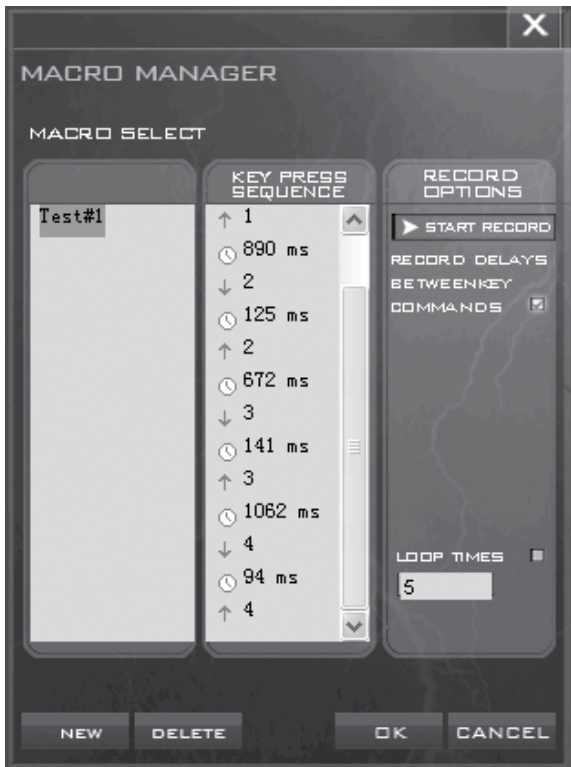 X
MACRO MANAGER
MACRO SELECT
Test#1
KEY PRESS
SEQUENCE
↑ 1
890 ms
↓ 2
125 ms
↑ 2
672 ms
↓ 3
141 ms
↑ 3
1062 ms
↓ 4
94 ms
↑ 4
RECORD
OPTIONS
START RECORD
RECORD DELAYS
BETWEENKEY
COMMANDS
LOOP TIMES
5
NEW
DELETE
OK
CANCEL